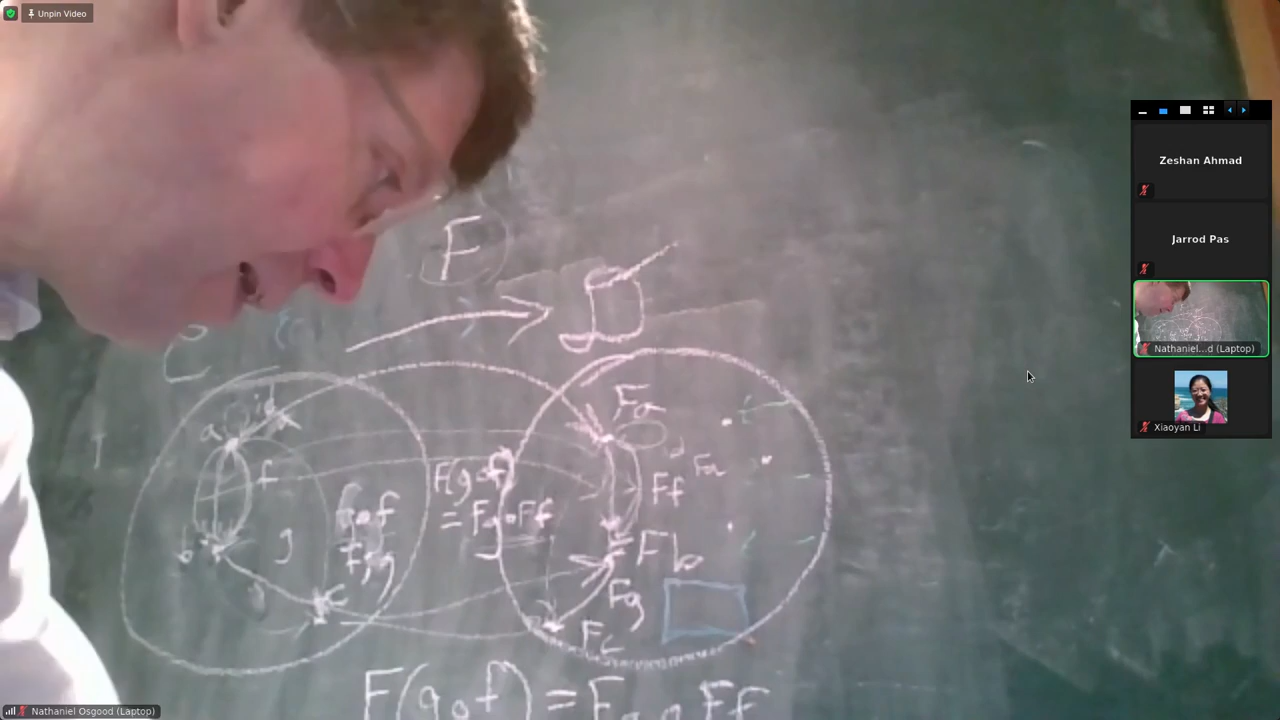 Unpin Video
Zeshan Ahmad
Jarrod Pas
Nathaniel...d (Laptop)
Xiaoyan Li
F
C
D
id
a
Fa
f
F(g∘f)
Ff
= Fg∘Ff
b
g
Fb
f;g
c
Fg
Fc
F(g∘f) = Fg∘Ff
Nathaniel Osgood (Laptop)